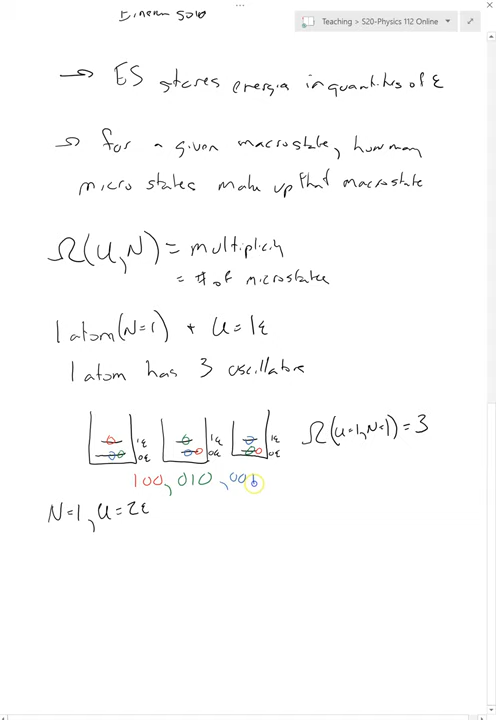 Einstein Solid
Teaching > S20-Physics 112 Online
→ ES stores energia in quantities of ε
→ for a given macrostate, how many
micro states make up that macrostate
Ω(U,N) = multiplicity
= # of microstates
1 atom (N=1) + U=1ε
1 atom has 3 oscillators
1ε 1ε 1ε Ω(U=1,N=1) = 3
0ε 0ε 0ε
100, 010, 001
N=1, U=2ε